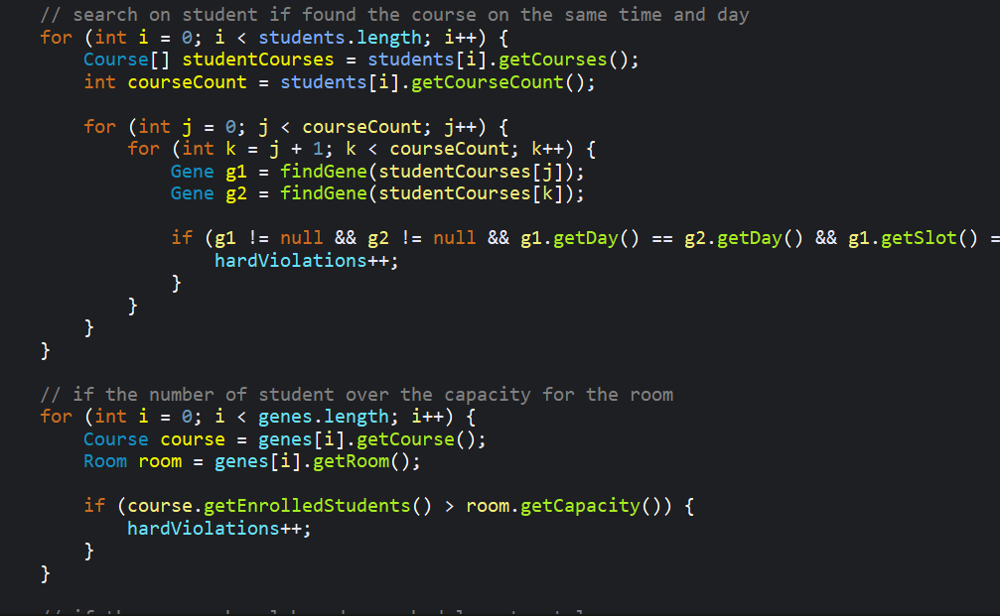 // search on student if found the course on the same time and day
for (int i = 0; i < students.length; i++) {
Course[] studentCourses = students[i].getCourses();
int courseCount = students[i].getCourseCount();
for (int j = 0; j < courseCount; j++) {
for (int k = j + 1; k < courseCount; k++) {
Gene g1 = findGene(studentCourses[j]);
Gene g2 = findGene(studentCourses[k]);
if (g1 != null && g2 != null && g1.getDay() == g2.getDay() && g1.getSlot() =
hardViolations++;
}
}
}
}
// if the number of student over the capacity for the room
for (int i = 0; i < genes.length; i++) {
Course course = genes[i].getCourse();
Room room = genes[i].getRoom();
if (course.getEnrolledStudents() > room.getCapacity()) {
hardViolations++;
}
}